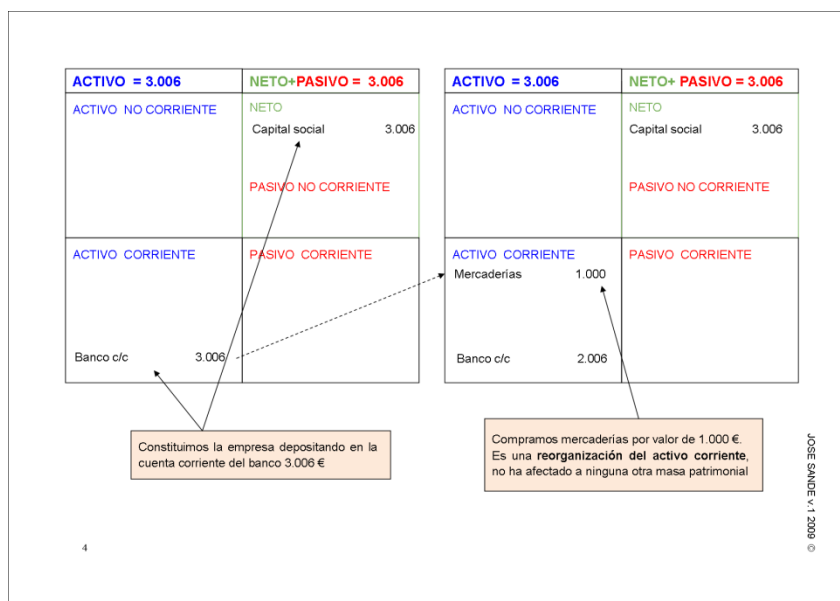 ACTIVO = 3.006
NETO+PASIVO = 3.006
ACTIVO NO CORRIENTE
NETO
Capital social 3.006
PASIVO NO CORRIENTE
ACTIVO CORRIENTE
PASIVO CORRIENTE
Banco c/c 3.006
ACTIVO = 3.006
NETO+ PASIVO = 3.006
ACTIVO NO CORRIENTE
NETO
Capital social 3.006
PASIVO NO CORRIENTE
ACTIVO CORRIENTE
PASIVO CORRIENTE
Mercaderías 1.000
Banco c/c 2.006
Constituimos la empresa depositando en la
cuenta corriente del banco 3.006 €
Compramos mercaderías por valor de 1.000 €.
Es una reorganización del activo corriente,
no ha afectado a ninguna otra masa patrimonial
JOSE SANDE v.1 2009 ©
4